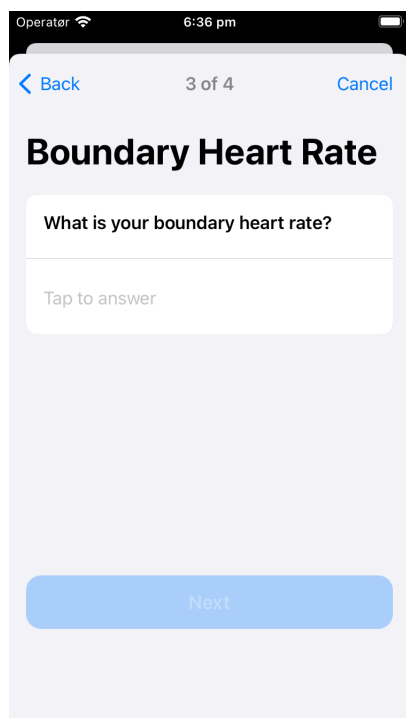 Operatør 6:36 pm
Back 3 of 4 Cancel
Boundary Heart Rate
What is your boundary heart rate?
Tap to answer
Next